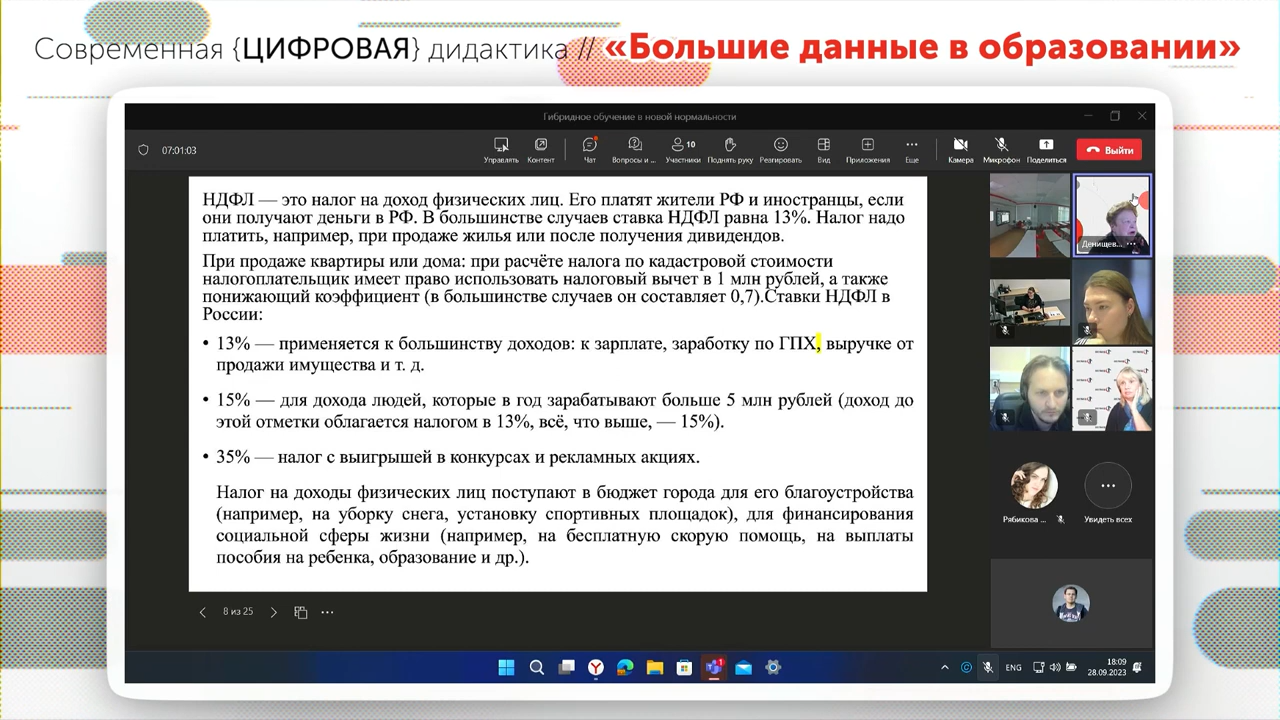 Современная {ЦИФРОВАЯ} дидактика // «Большие данные в образовании»
Гибридное обучение в новой нормальности
07:01:03
Управлять
Контент
Чат
Вопросы и ...
10
Участники
Поднять руку
Реагировать
Вид
Приложения
Еще
Камера
Микрофон
Поделиться
Выйти
НДФЛ — это налог на доход физических лиц. Его платят жители РФ и иностранцы, если
они получают деньги в РФ. В большинстве случаев ставка НДФЛ равна 13%. Налог надо
платить, например, при продаже жилья или после получения дивидендов.
При продаже квартиры или дома: при расчёте налога по кадастровой стоимости
налогоплательщик имеет право использовать налоговый вычет в 1 млн рублей, а также
понижающий коэффициент (в большинстве случаев он составляет 0,7).Ставки НДФЛ в
России:
• 13% — применяется к большинству доходов: к зарплате, заработку по ГПХ, выручке от
продажи имущества и т. д.
• 15% — для дохода людей, которые в год зарабатывают больше 5 млн рублей (доход до
этой отметки облагается налогом в 13%, всё, что выше, — 15%).
• 35% — налог с выигрышей в конкурсах и рекламных акциях.
Налог на доходы физических лиц поступают в бюджет города для его благоустройства
(например, на уборку снега, установку спортивных площадок), для финансирования
социальной сферы жизни (например, на бесплатную скорую помощь, на выплаты
пособия на ребенка, образование и др.).
Денищев...
Рябикова ...
Увидеть всех
8 из 25
ENG
18:09
28.09.2023